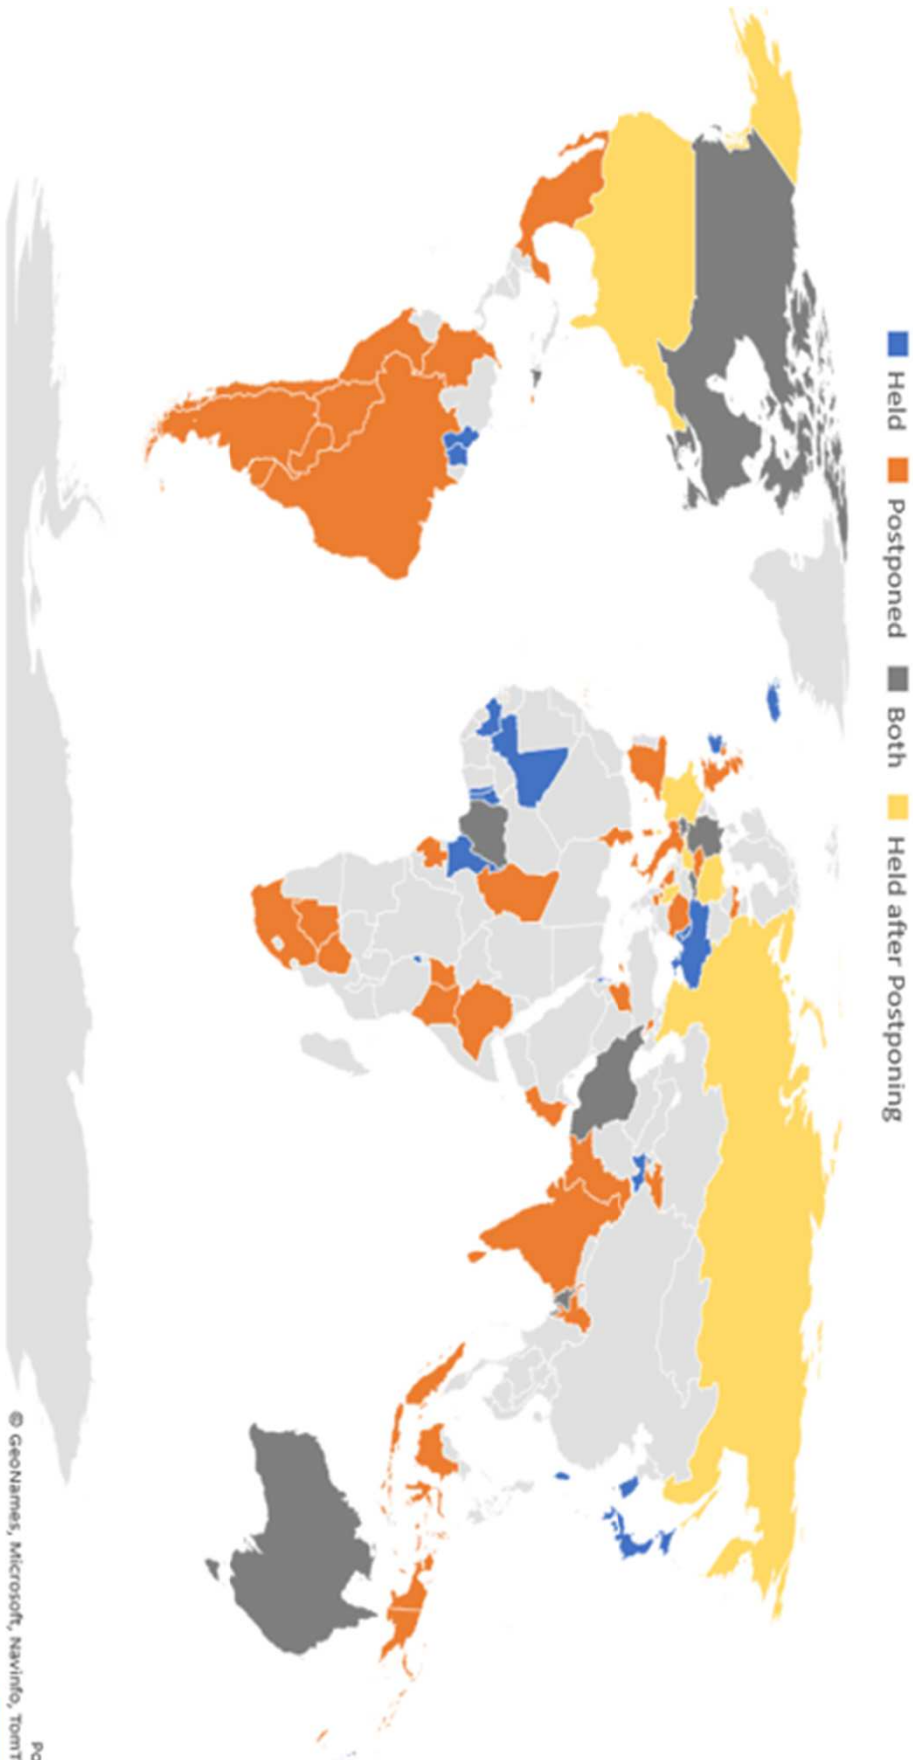 Held Postponed Both Held after Postponing
© GeoNames, Microsoft, Navinfo, TomT